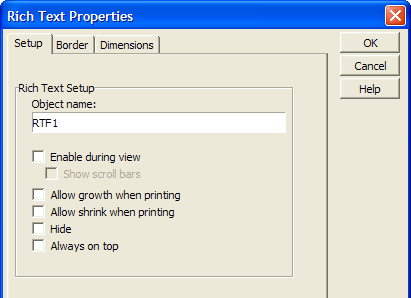 Rich Text Properties
Setup Border Dimensions
OK
Cancel
Help
Rich Text Setup
Object name:
RTF1
Enable during view
Show scroll bars
Allow growth when printing
Allow shrink when printing
Hide
Always on top